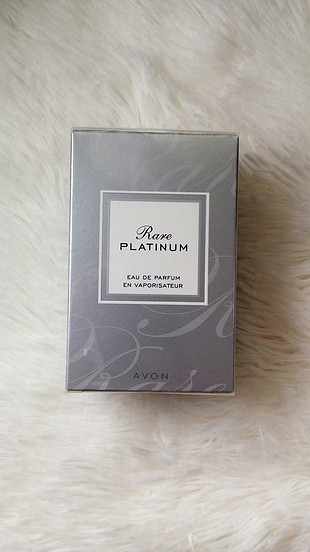 Rare
PLATINUM
EAU DE PARFUM
EN VAPORISATEUR
AVON